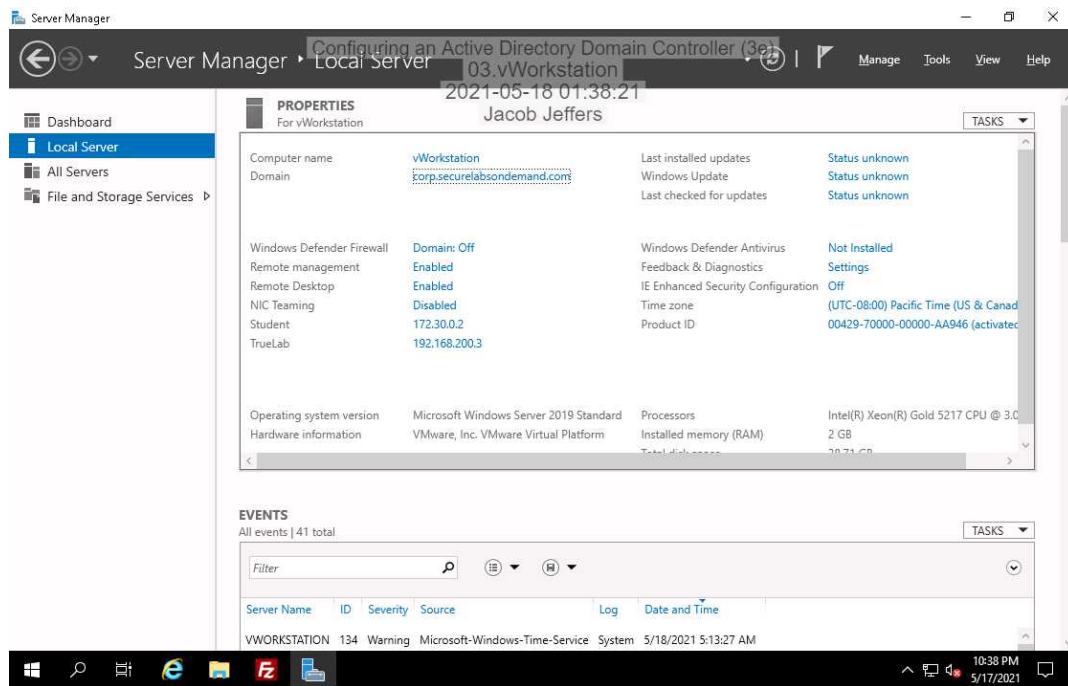 Server Manager
Server Manager • Local Server
Configuring an Active Directory Domain Controller (3e)
03.vWorkstation
2021-05-18 01:38:21
Jacob Jeffers
Manage Tools View Help
Dashboard
Local Server
All Servers
File and Storage Services
PROPERTIES
For vWorkstation
TASKS
Computer name vWorkstation Last installed updates Status unknown
Domain corp.securelabsondemand.com Windows Update Status unknown
Last checked for updates Status unknown
Windows Defender Firewall Domain: Off Windows Defender Antivirus Not Installed
Remote management Enabled Feedback & Diagnostics Settings
Remote Desktop Enabled IE Enhanced Security Configuration Off
NIC Teaming Disabled Time zone (UTC-08:00) Pacific Time (US & Canad
Student 172.30.0.2 Product ID 00429-70000-00000-AA946 (activated
TrueLab 192.168.200.3
Operating system version Microsoft Windows Server 2019 Standard Processors Intel(R) Xeon(R) Gold 5217 CPU @ 3.0
Hardware information VMware, Inc. VMware Virtual Platform Installed memory (RAM) 2 GB
Total disk space 28.71 GB
EVENTS
All events | 41 total
TASKS
Filter
Server Name ID Severity Source Log Date and Time
VWORKSTATION 134 Warning Microsoft-Windows-Time-Service System 5/18/2021 5:13:27 AM
10:38 PM
5/17/2021